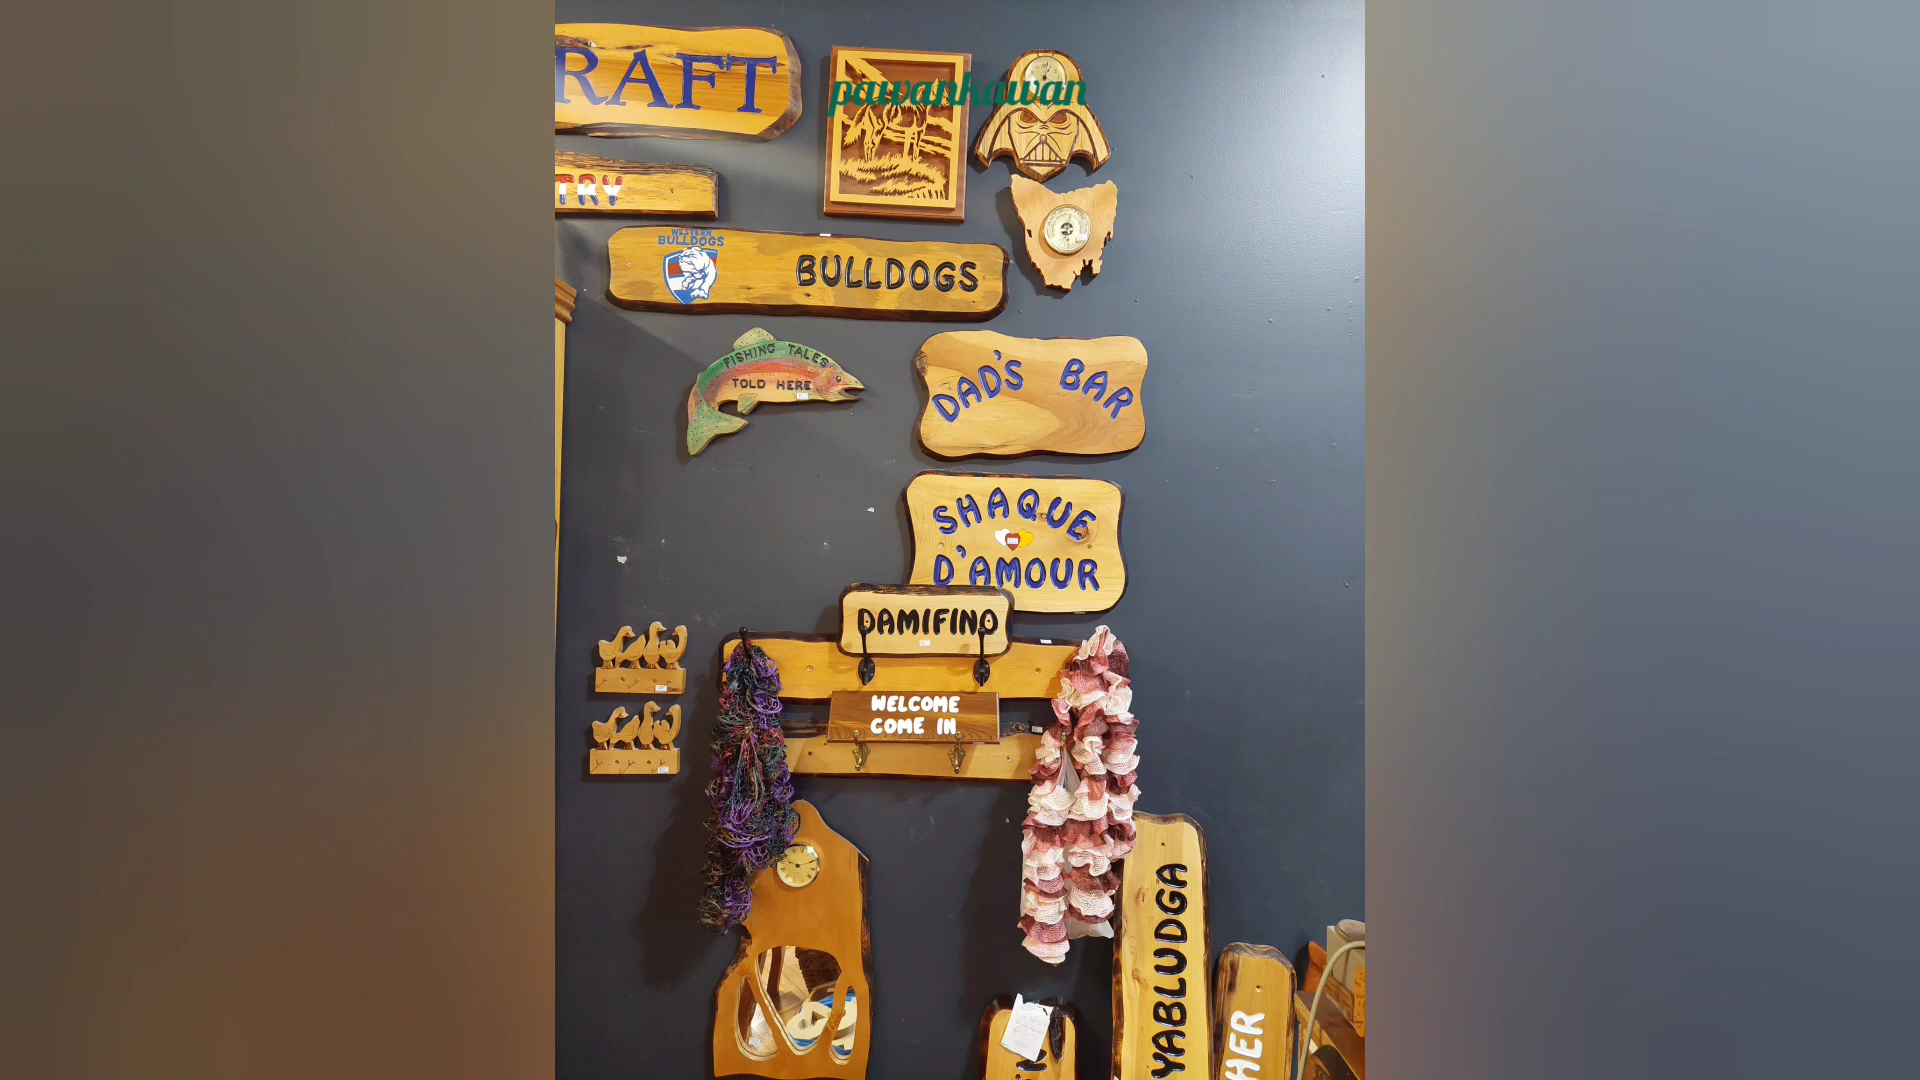 RAFT
pawankawan
TRY
WESTERN
BULLDOGS
BULLDOGS
FISHING TALES
TOLD HERE
DAD'S BAR
SHAQUE
D'AMOUR
DAMIFINO
WELCOME
COME IN
YABLUDGA
HER